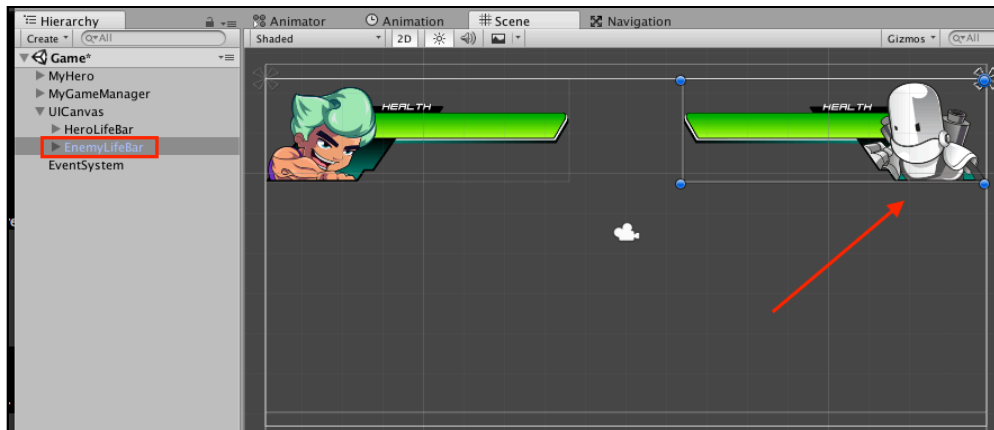 Hierarchy
Create
All
Game*
MyHero
MyGameManager
UICanvas
HeroLifeBar
EnemyLifeBar
EventSystem
Animator Animation Scene Navigation
Shaded 2D Gizmos All
HEALTH HEALTH